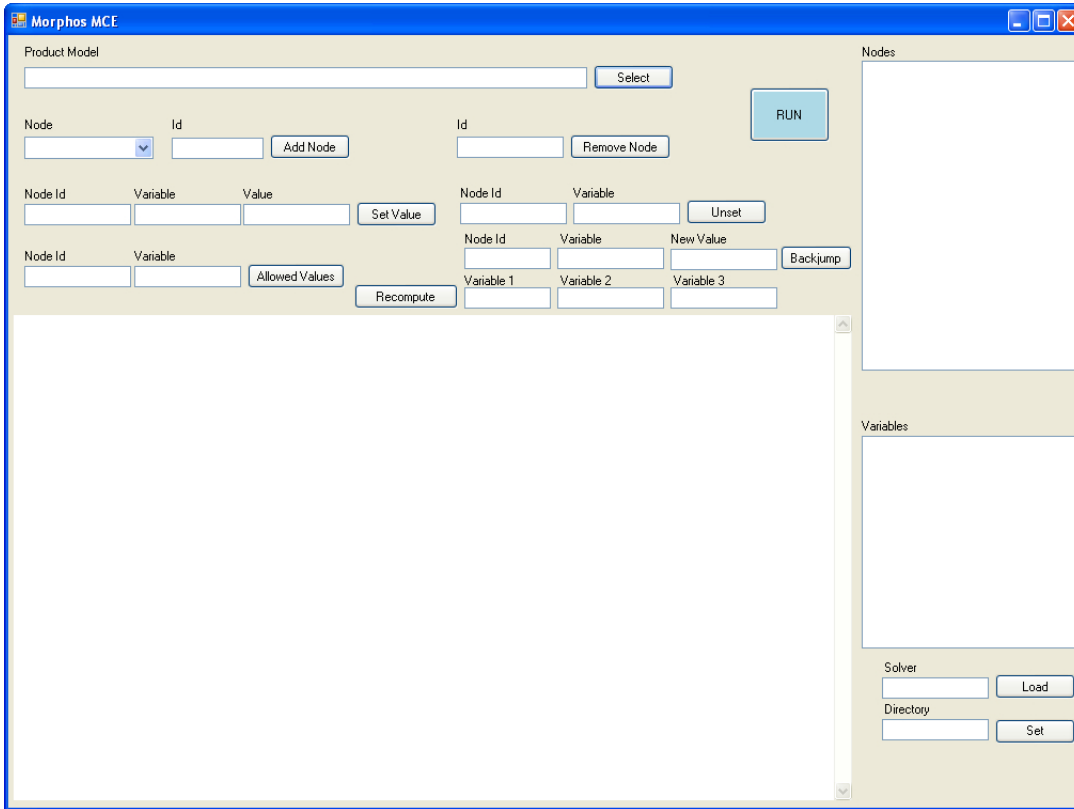 Morphos MCE
Product Model
Select
Nodes
RUN
Node Id
Add Node
Id
Remove Node
Node Id Variable Value
Set Value
Node Id Variable
Unset
Node Id Variable New Value
Backjump
Node Id Variable
Allowed Values
Recompute
Variable 1 Variable 2 Variable 3
Variables
Solver
Load
Directory
Set